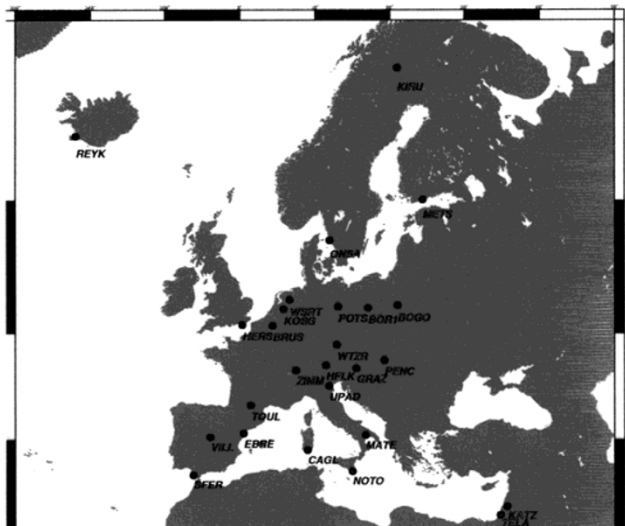 KIRU
REYK
METS
ONSA
WSRT
KOSG
POTS BOR1 BOGO
HERS BRUS
WTZR
PENC
HFLK GRAZ
ZIMM
UPAD
TOUL
EBRE
VILL
MATE
CAGL
NOTO
SFER
KATZ